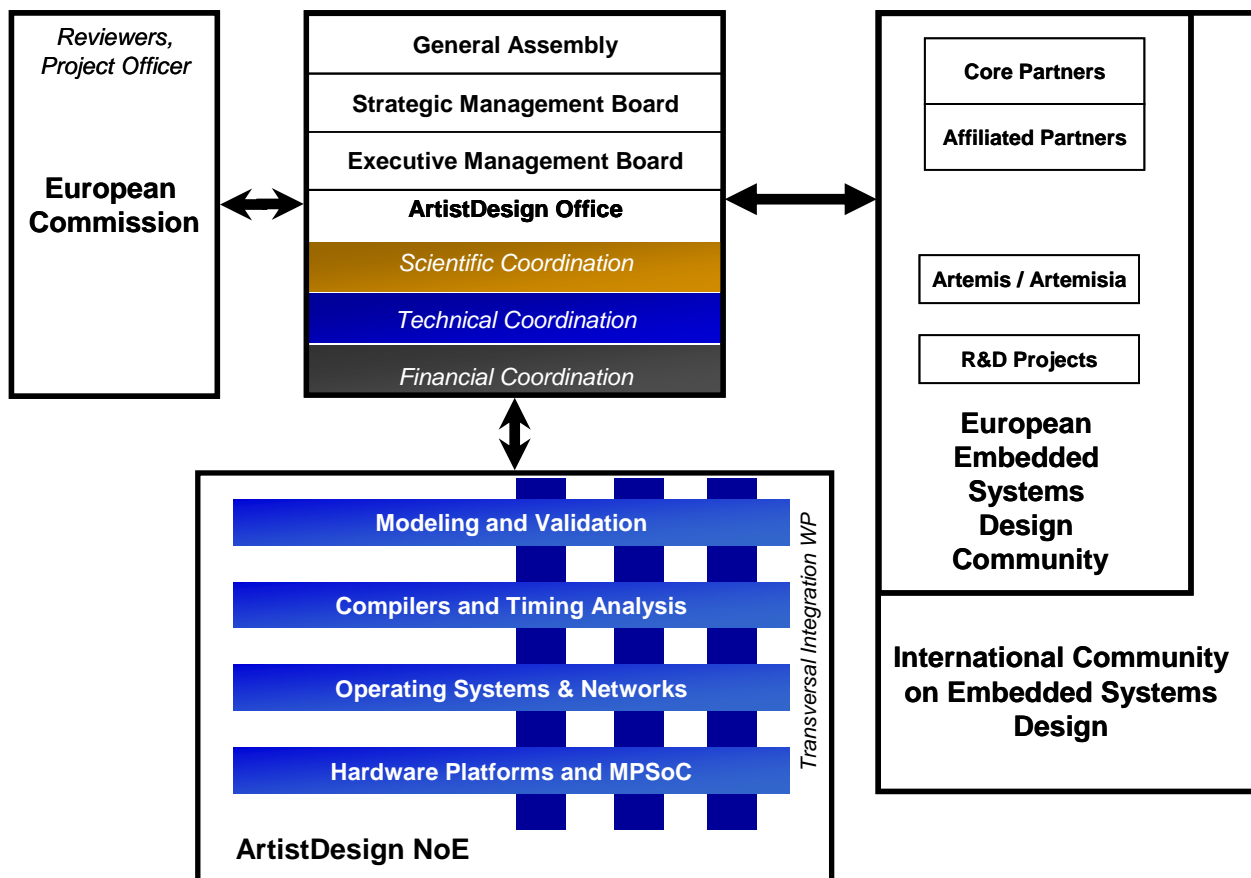 Reviewers,
Project Officer
European
Commission
General Assembly
Strategic Management Board
Executive Management Board
ArtistDesign Office
Scientific Coordination
Technical Coordination
Financial Coordination
Core Partners
Affiliated Partners
Artemis / Artemisia
R&D Projects
European
Embedded
Systems
Design
Community
International Community
on Embedded Systems
Design
Modeling and Validation
Compilers and Timing Analysis
Operating Systems & Networks
Hardware Platforms and MPSoC
Transversal Integration WP
ArtistDesign NoE